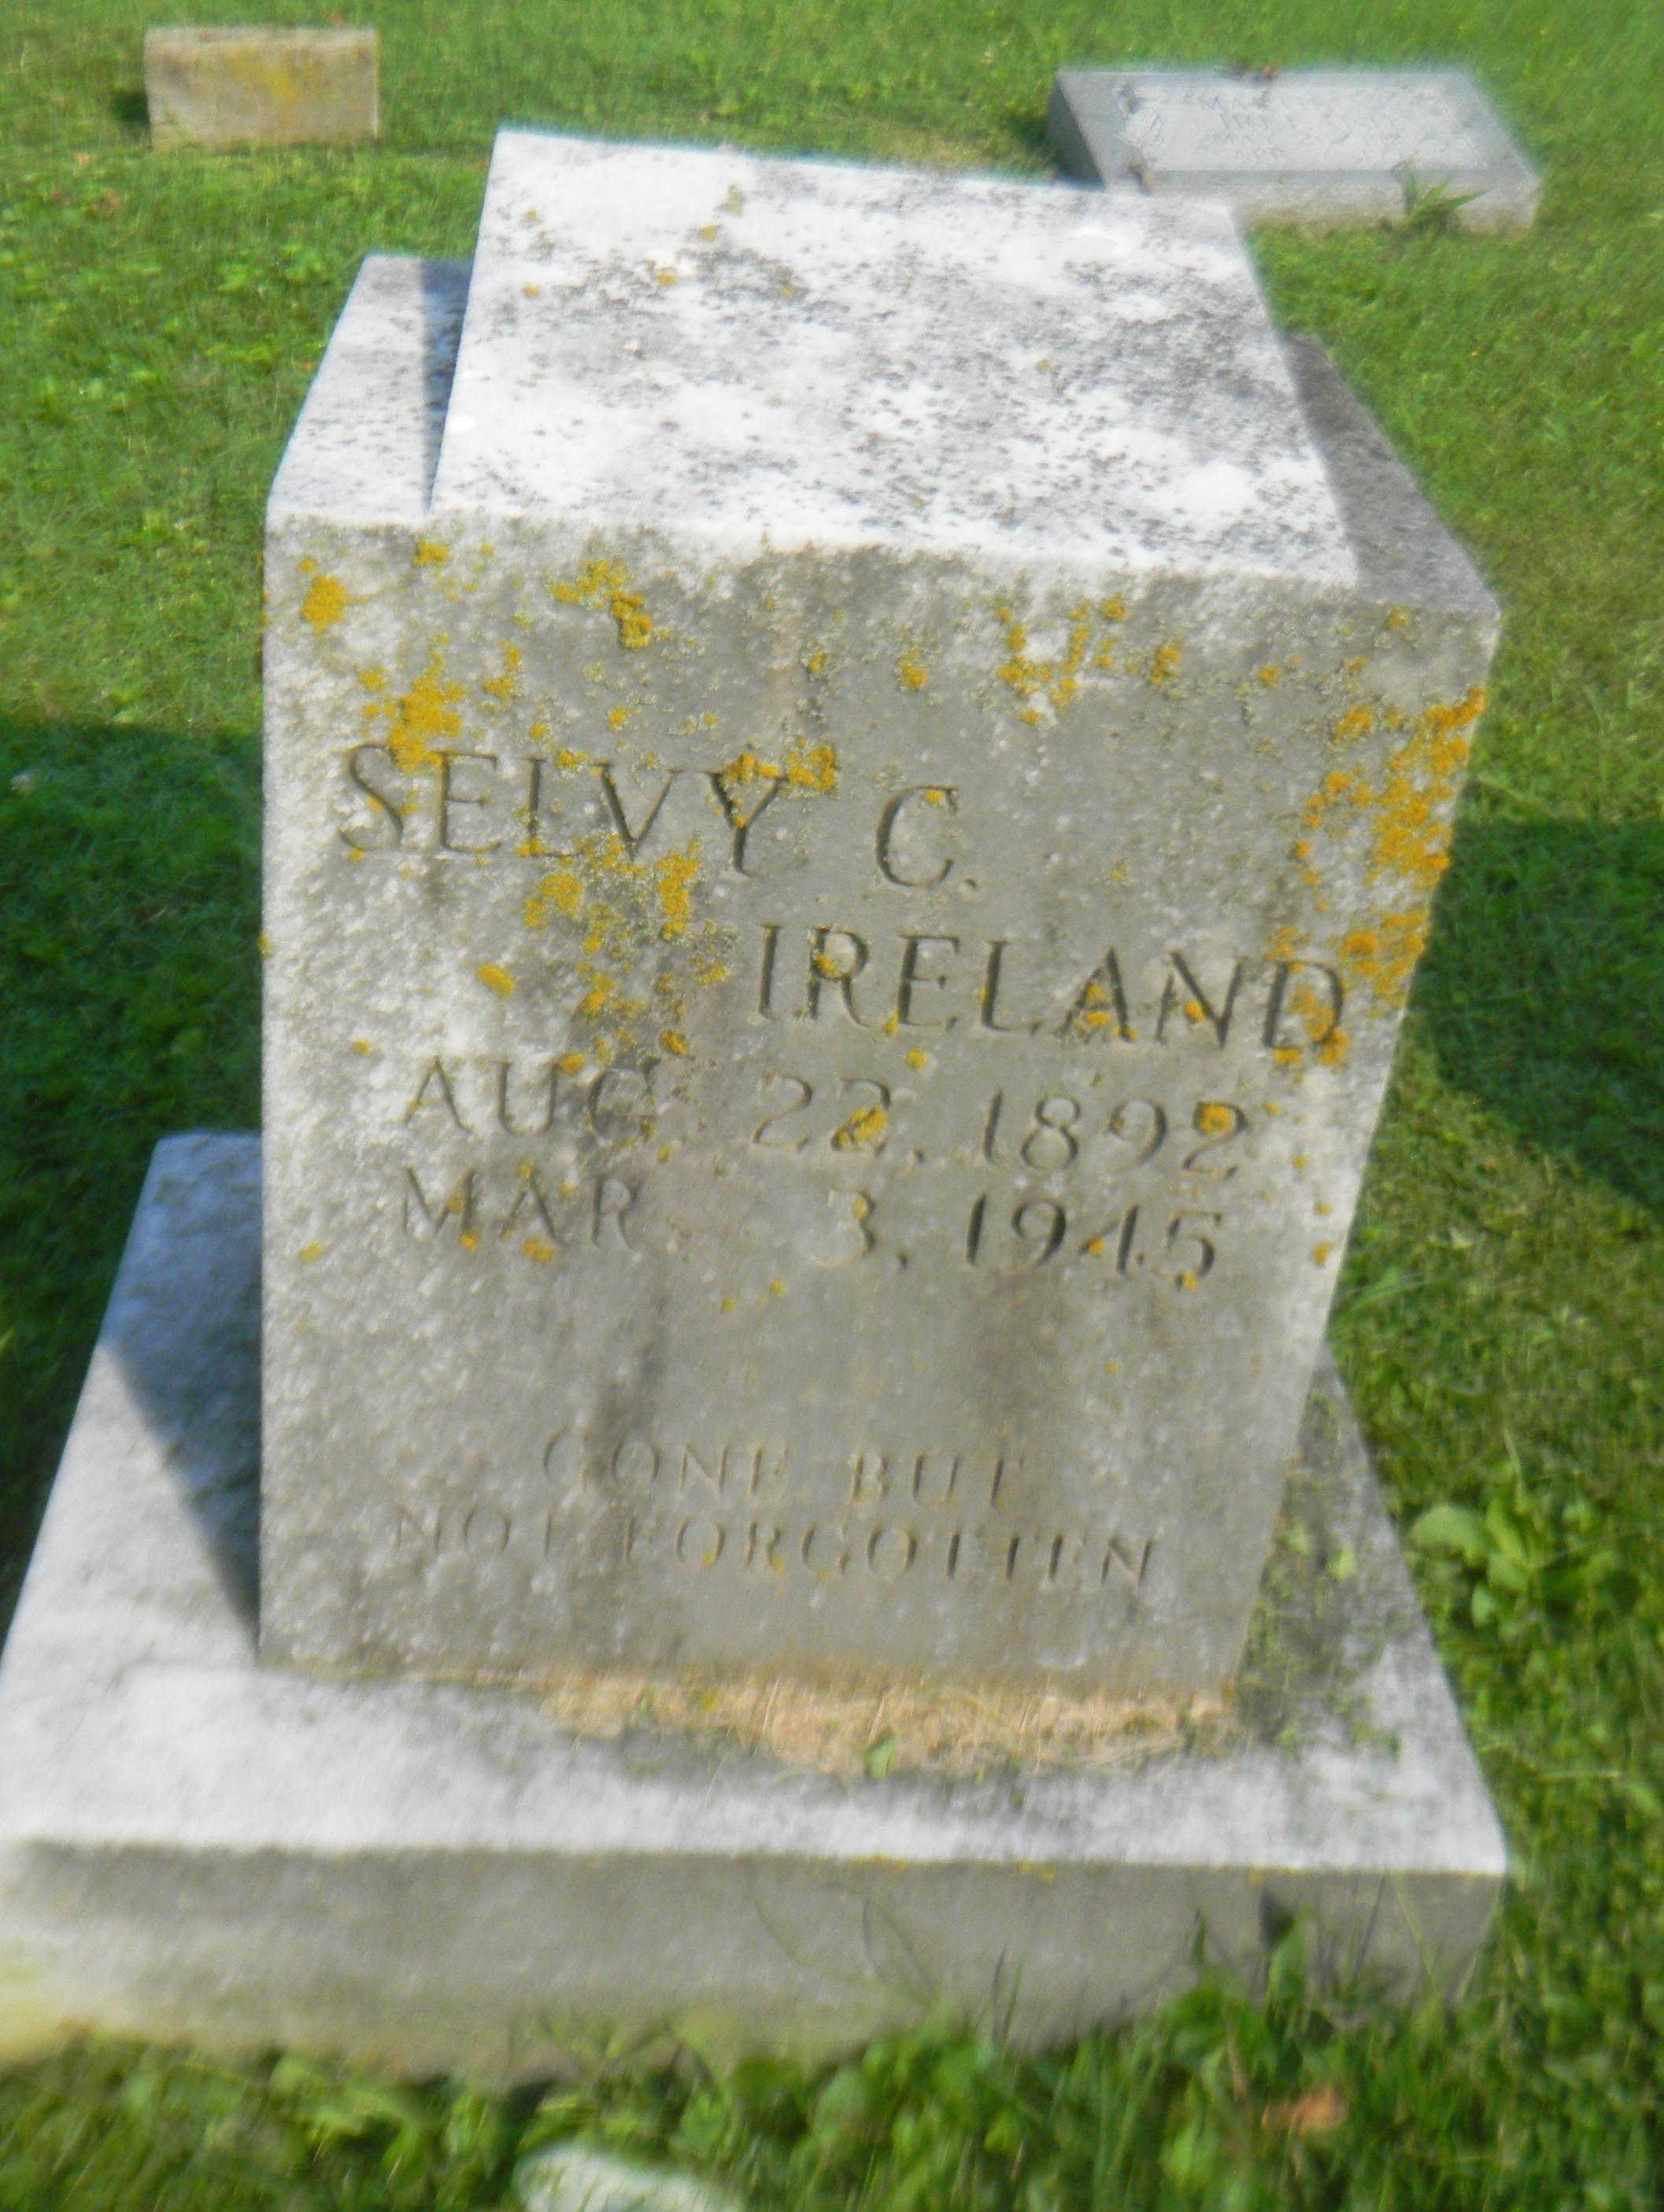 SELVY C.
IRELAND
AUG. 22, 1892
MAR. 3, 1945
GONE BUT
NOT FORGOTTEN